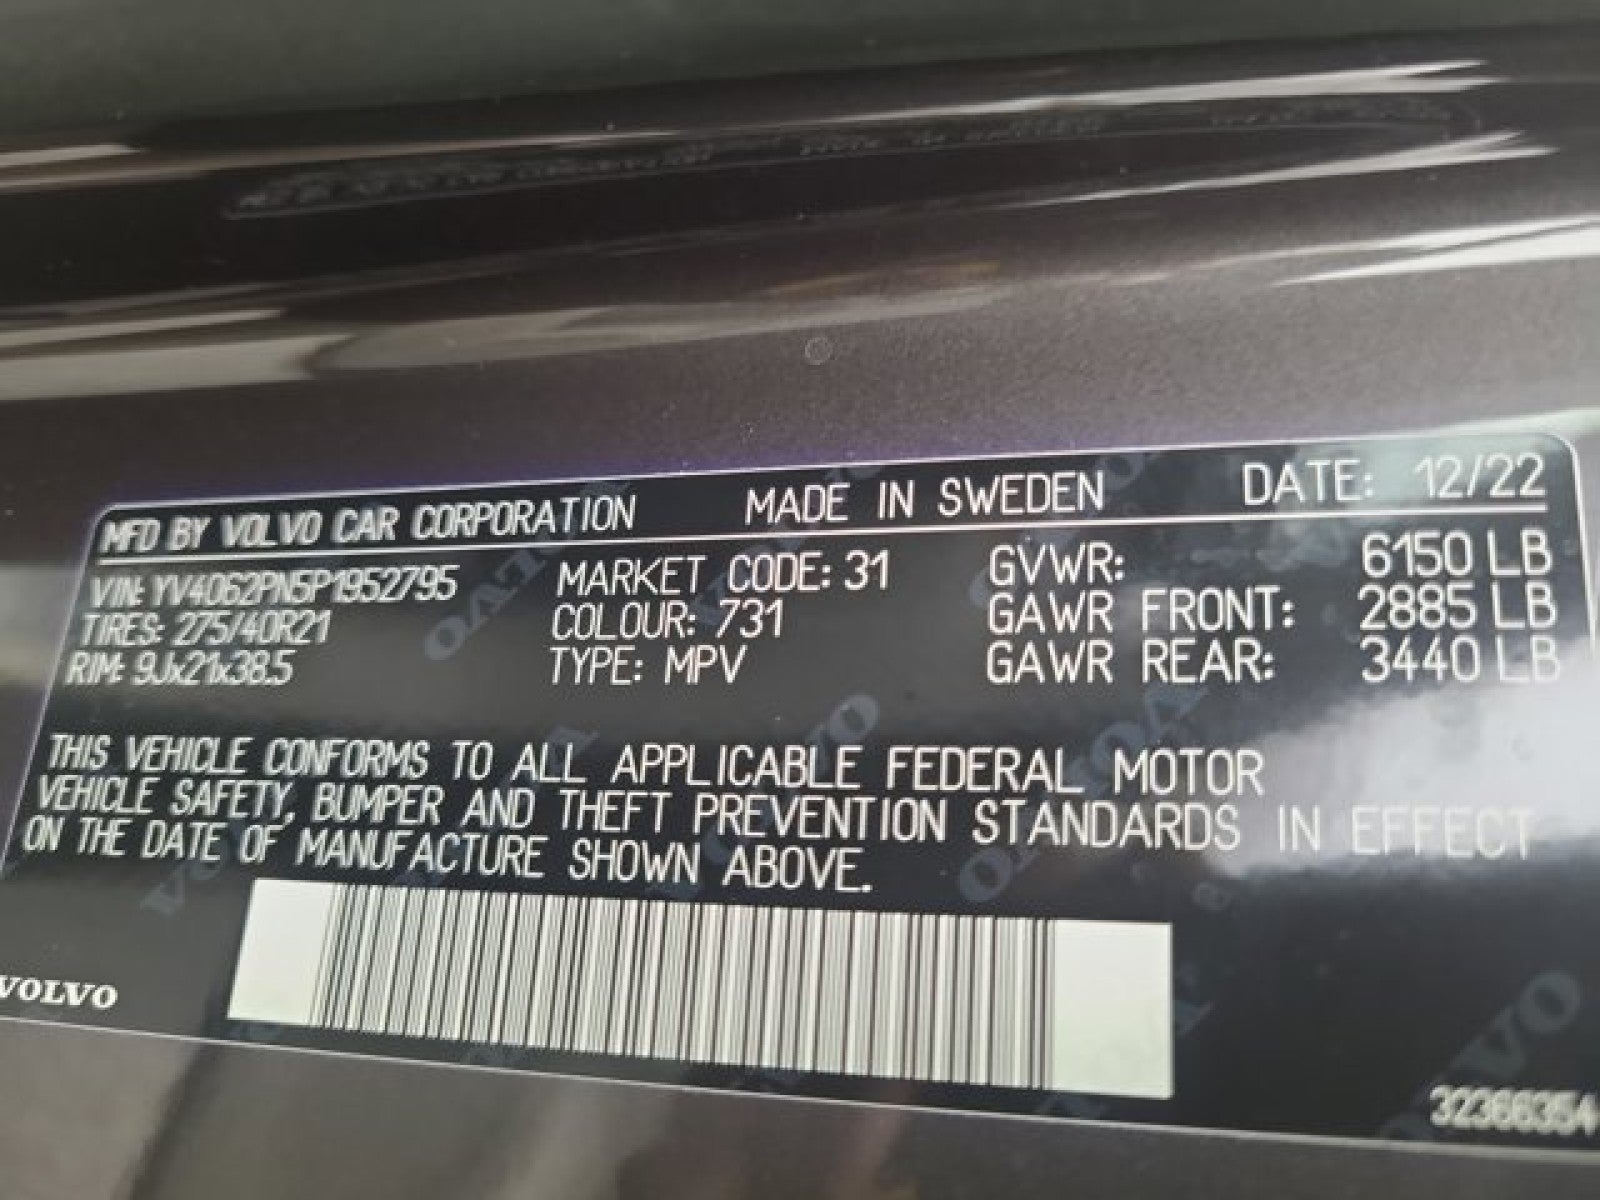 MFD BY VOLVO CAR CORPORATION MADE IN SWEDEN DATE: 12/22
VIN: YV4062PN5P1952795 MARKET CODE: 31 GVWR: 6150 LB
TIRES: 275/40R21 COLOUR: 731 GAWR FRONT: 2885 LB
RIM: 9Jx21x38.5 TYPE: MPV GAWR REAR: 3440 LB
THIS VEHICLE CONFORMS TO ALL APPLICABLE FEDERAL MOTOR
VEHICLE SAFETY, BUMPER AND THEFT PREVENTION STANDARDS IN EFFECT
ON THE DATE OF MANUFACTURE SHOWN ABOVE.
VOLVO
32366354